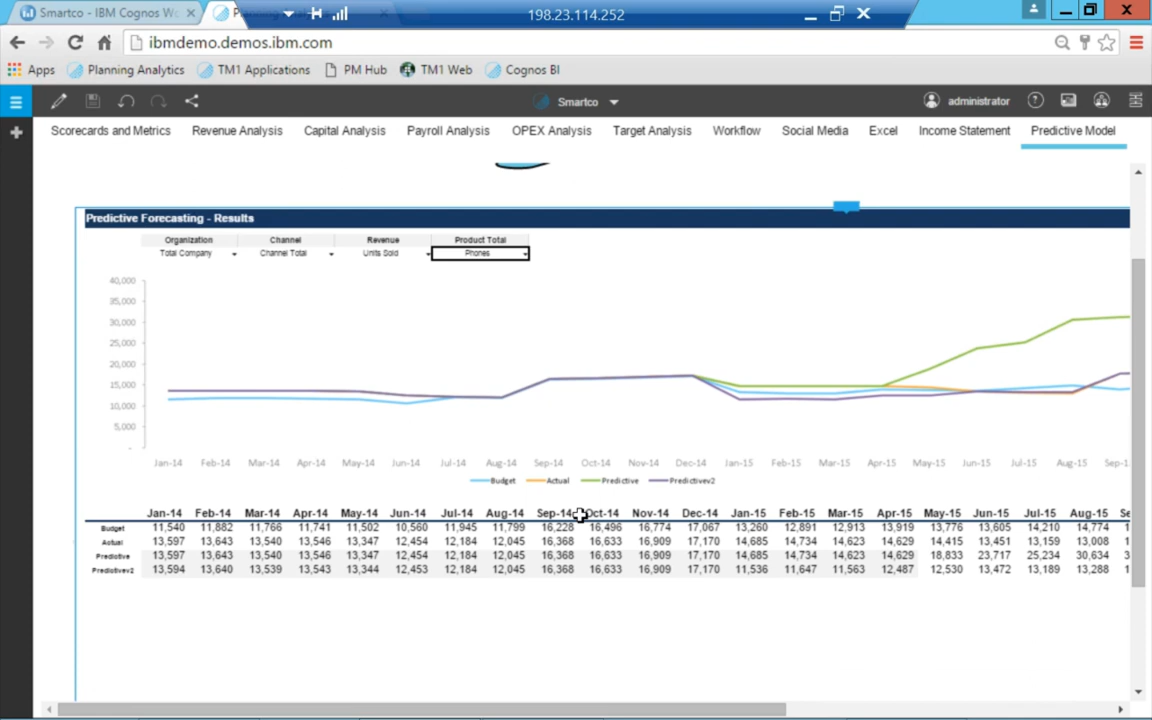 Smartco - IBM Cognos Wo
198.23.114.252
ibmdemo.demos.ibm.com
Apps Planning Analytics TM1 Applications PM Hub TM1 Web Cognos BI
Smartco administrator
Scorecards and Metrics Revenue Analysis Capital Analysis Payroll Analysis OPEX Analysis Target Analysis Workflow Social Media Excel Income Statement Predictive Model
Predictive Forecasting - Results
Organization Channel Revenue Product Total
Total Company Channel Total Units Sold Phones
40,000
35,000
30,000
25,000
20,000
15,000
10,000
5,000
-
Jan-14 Feb-14 Mar-14 Apr-14 May-14 Jun-14 Jul-14 Aug-14 Sep-14 Oct-14 Nov-14 Dec-14 Jan-15 Feb-15 Mar-15 Apr-15 May-15 Jun-15 Jul-15 Aug-15 Sep-1
Budget Actual Predictive Predictivev2
Jan-14 Feb-14 Mar-14 Apr-14 May-14 Jun-14 Jul-14 Aug-14 Sep-14 Oct-14 Nov-14 Dec-14 Jan-15 Feb-15 Mar-15 Apr-15 May-15 Jun-15 Jul-15 Aug-15 Se
Budget 11,540 11,882 11,766 11,741 11,502 10,560 11,945 11,799 16,228 16,496 16,774 17,067 13,260 12,891 12,913 13,919 13,776 13,605 14,210 14,774 1
Actual 13,597 13,643 13,540 13,546 13,347 12,454 12,184 12,045 16,368 16,633 16,909 17,170 14,685 14,734 14,623 14,629 14,415 13,451 13,159 13,008 1
Predictive 13,597 13,643 13,540 13,546 13,347 12,454 12,184 12,045 16,368 16,633 16,909 17,170 14,685 14,734 14,623 14,629 18,833 23,717 25,234 30,634 3
Predictivev2 13,594 13,640 13,539 13,543 13,344 12,453 12,184 12,045 16,368 16,633 16,909 17,170 11,536 11,647 11,563 12,487 12,530 13,472 13,189 13,288 1